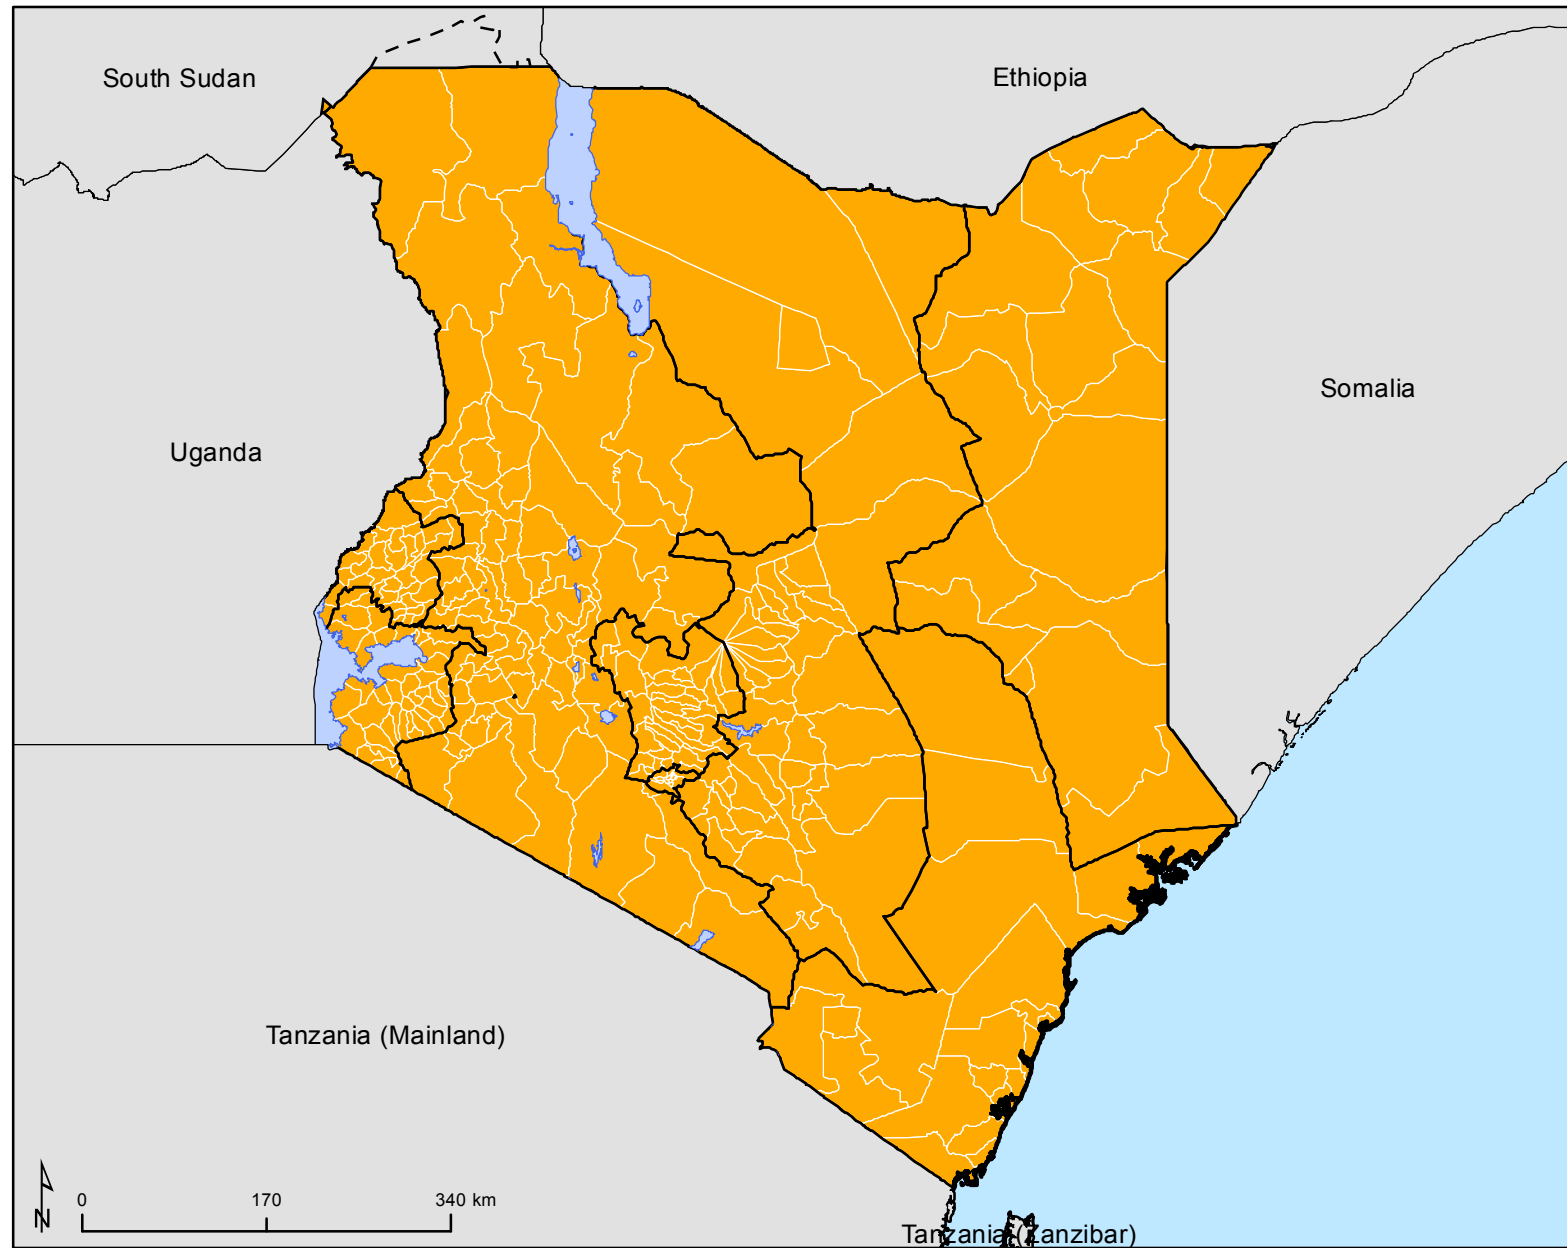 South Sudan
Ethiopia
Somalia
Uganda
Tanzania (Mainland)
N
0 170 340 km
Tanzania (Zanzibar)